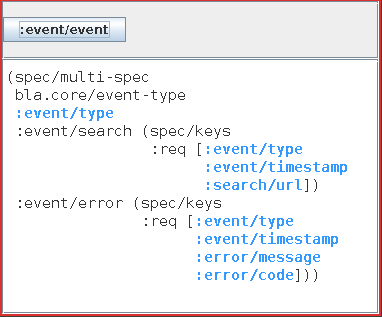 :event/event
(spec/multi-spec
bla.core/event-type
:event/type
:event/search (spec/keys
:req [:event/type
:event/timestamp
:search/url])
:event/error (spec/keys
:req [:event/type
:event/timestamp
:error/message
:error/code]))